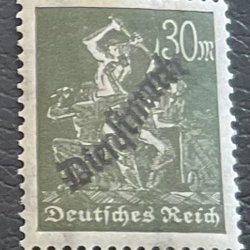 30m
Dienstmarke
Deutsches Reich